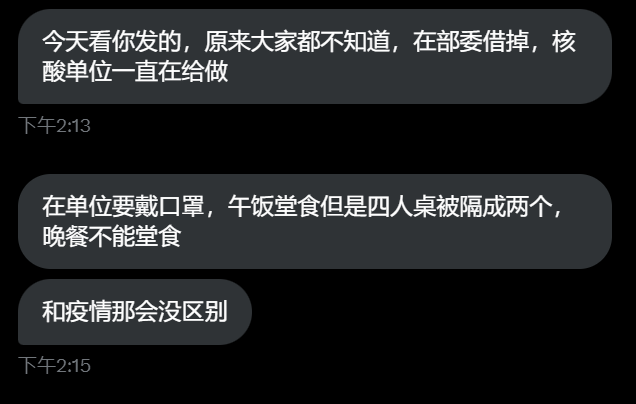 今天看你发的，原来大家都不知道，在部委借掉，核
酸单位一直在给做
下午2:13
在单位要戴口罩，午饭堂食但是四人桌被隔成两个，
晚餐不能堂食
和疫情那会没区别
下午2:15